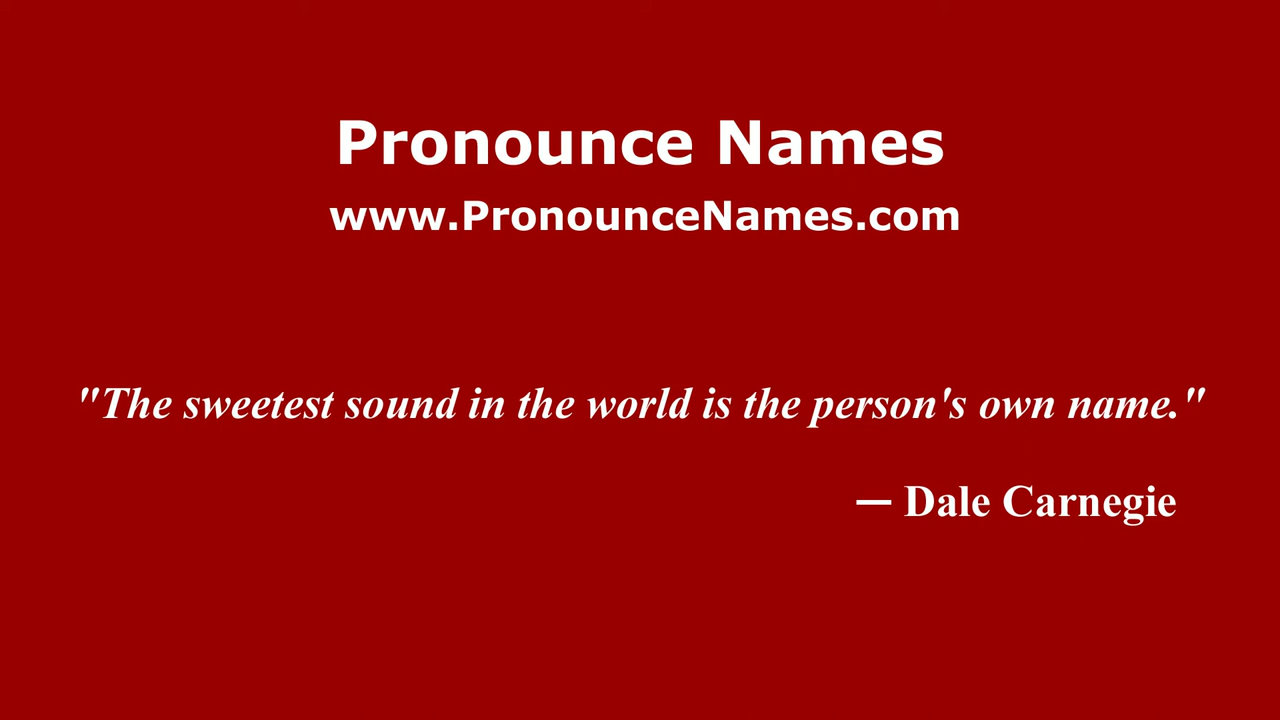 Pronounce Names
www.PronounceNames.com
"The sweetest sound in the world is the person's own name."
— Dale Carnegie